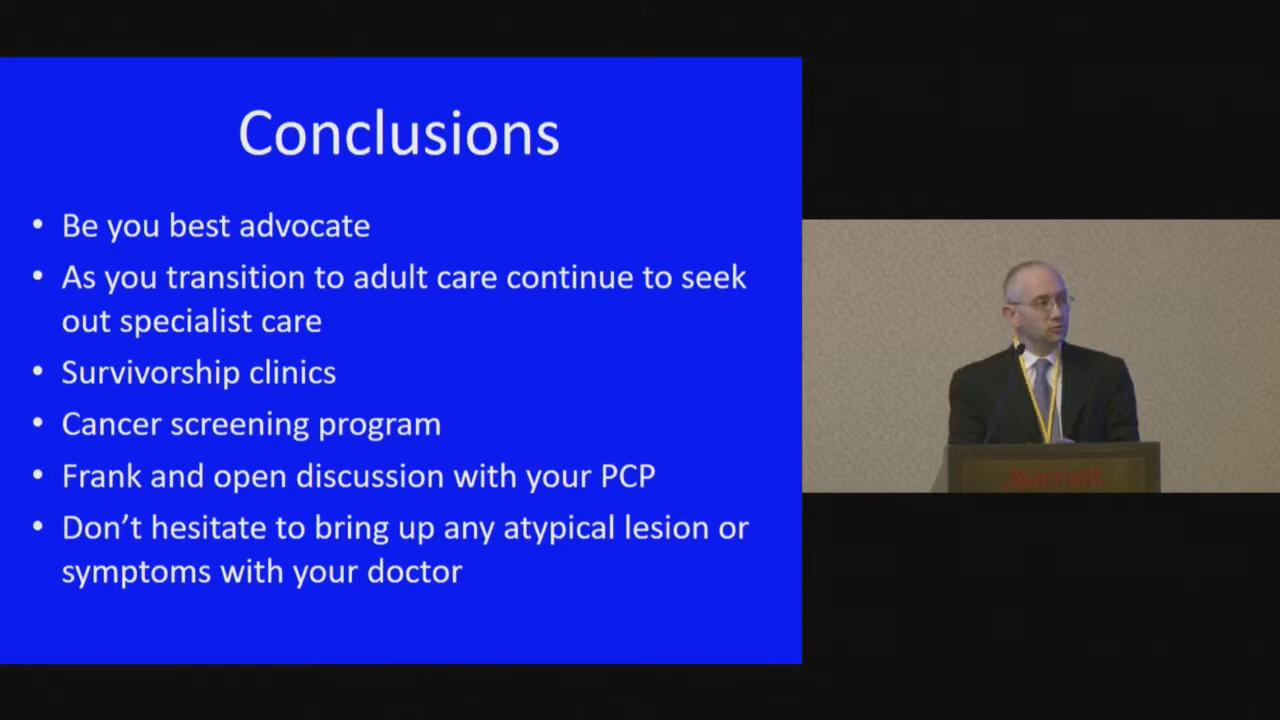 Conclusions
• Be you best advocate
• As you transition to adult care continue to seek
out specialist care
• Survivorship clinics
• Cancer screening program
• Frank and open discussion with your PCP
• Don’t hesitate to bring up any atypical lesion or
symptoms with your doctor
Marriott